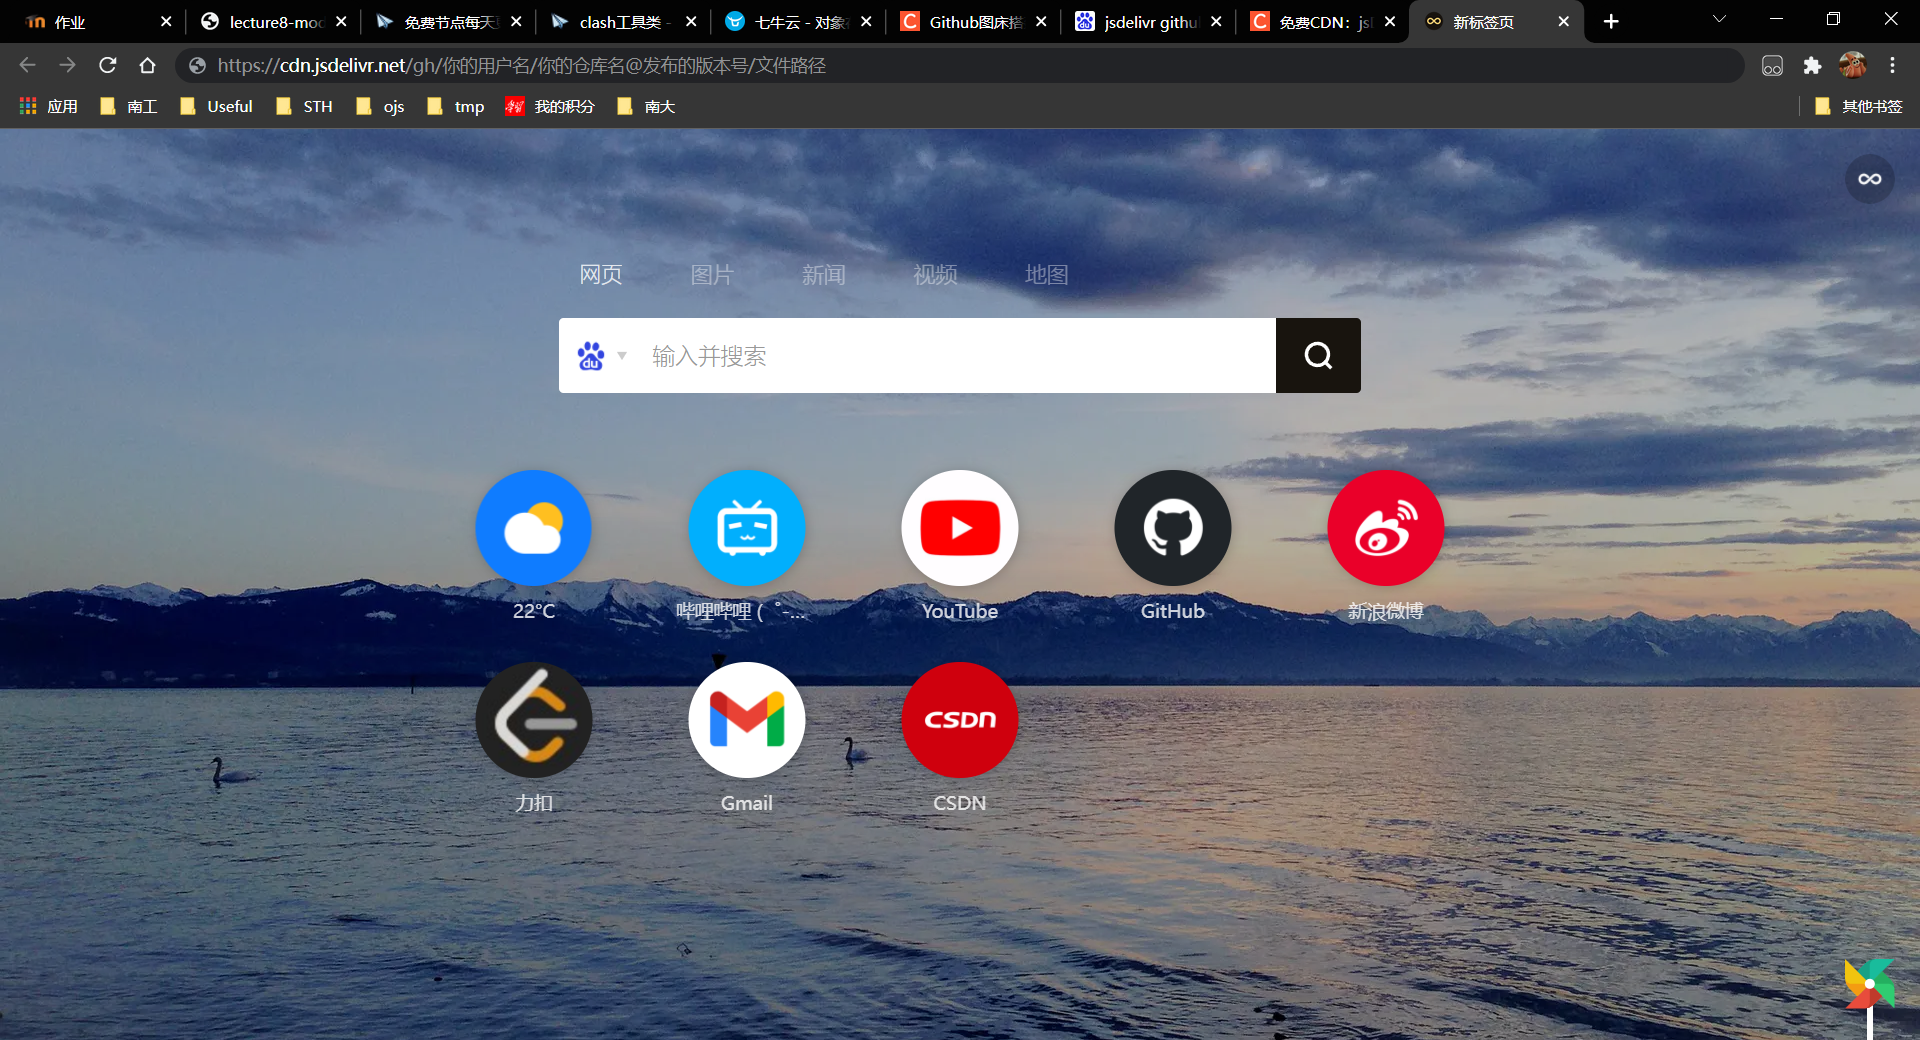 作业
lecture8-mod
免费节点每天
clash工具类 -
七牛云 - 对象
Github图床搭
jsdelivr githu
免费CDN：js
新标签页
https://cdn.jsdelivr.net/gh/你的用户名/你的仓库名@发布的版本号/文件路径
应用
南工
Useful
STH
ojs
tmp
我的积分
南大
其他书签
网页
图片
新闻
视频
地图
du
输入并搜索
22°C
哔哩哔哩 (゜-...
YouTube
GitHub
新浪微博
CSDN
力扣
Gmail
CSDN